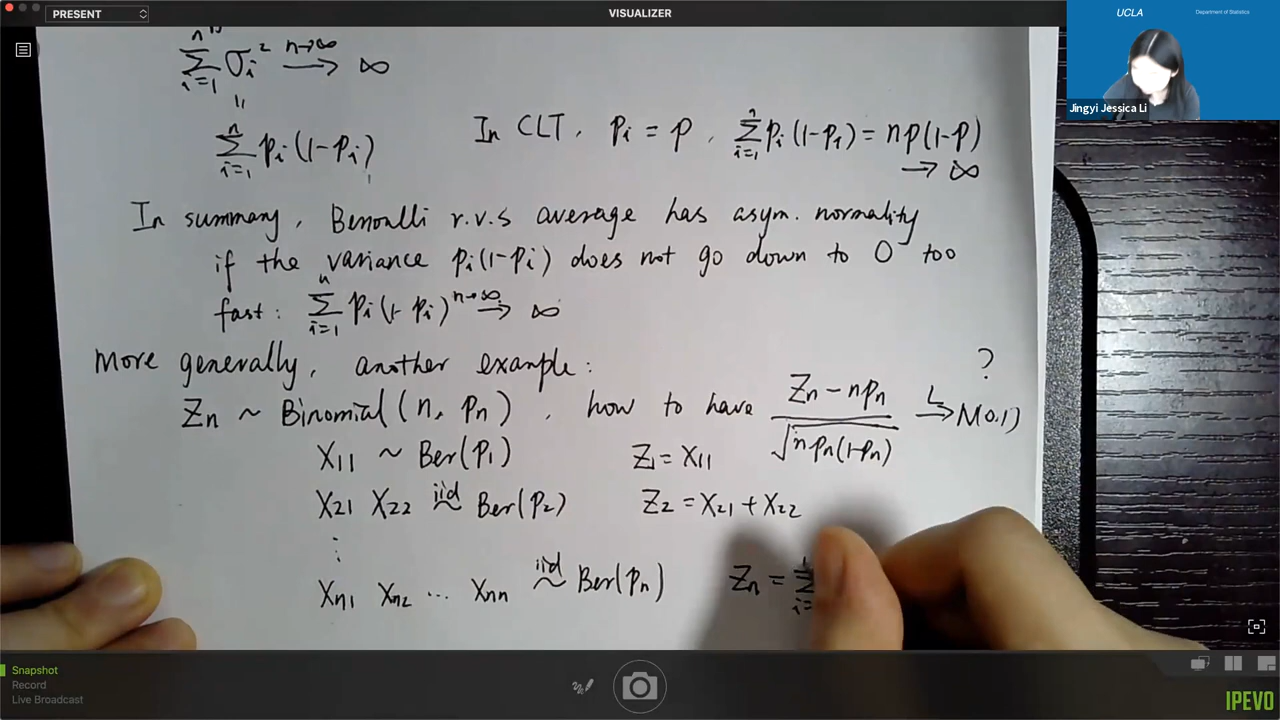 PRESENT
VISUALIZER
UCLA
Department of Statistics
Jingyi Jessica Li
n
∑ σi² n→∞ → ∞
i=1
॥
n
∑ pi(1-pi)
i=1
In CLT, pi = p, ∑ⁿᵢ₌₁ pi(1-pi) = np(1-p)
→ ∞
In summary, Bernoulli r.v.s average has asym. normality
if the variance pi(1-pi) does not go down to 0 too
fast: ∑ⁿᵢ₌₁ pi(1-pi) n→∞ → ∞
More generally, another example:
?
Zn ~ Binomial(n, pn), how to have (Zn - npn)/√(npn(1-pn)) L→ N(0,1)
X11 ~ Ber(p1) Z1 = X11
X21 X22 iid ~ Ber(p2) Z2 = X21 + X22
⋮
Xn1 Xn2 ... Xnn iid ~ Ber(pn) Zn = ∑
Snapshot
Record
Live Broadcast
IPEVO